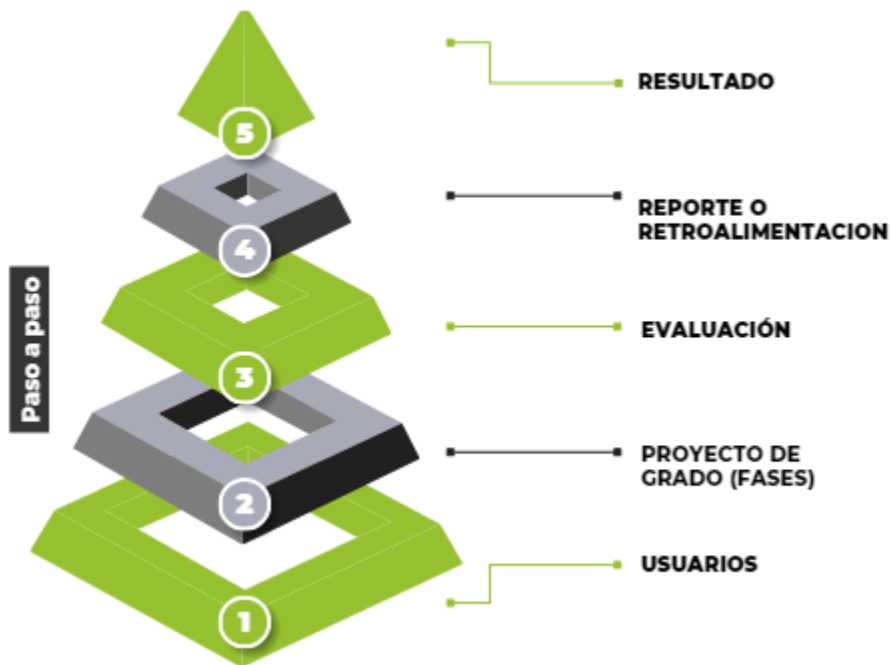 5
RESULTADO
4
REPORTE O
RETROALIMENTACION
Paso a paso
3
EVALUACIÓN
2
PROYECTO DE
GRADO (FASES)
1
USUARIOS